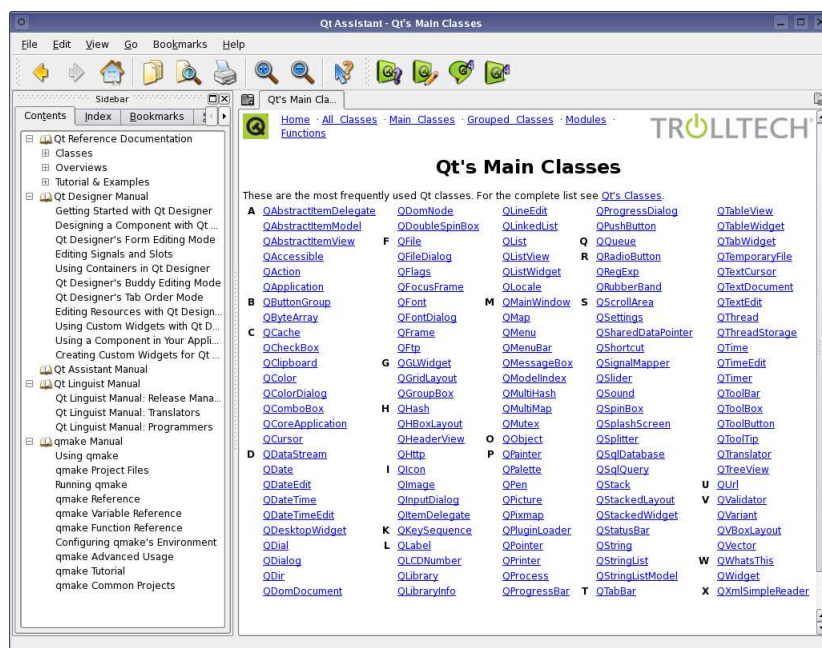 Qt Assistant - Qt's Main Classes
File Edit View Go Bookmarks Help
Sidebar
Contents Index Bookmarks
Qt Reference Documentation
Classes
Overviews
Tutorial & Examples
Qt Designer Manual
Getting Started with Qt Designer
Designing a Component with Qt ...
Qt Designer's Form Editing Mode
Editing Signals and Slots
Using Containers in Qt Designer
Qt Designer's Buddy Editing Mode
Qt Designer's Tab Order Mode
Editing Resources with Qt Design...
Using Custom Widgets with Qt D...
Using a Component in Your Appli...
Creating Custom Widgets for Qt ...
Qt Assistant Manual
Qt Linguist Manual
Qt Linguist Manual: Release Mana...
Qt Linguist Manual: Translators
Qt Linguist Manual: Programmers
qmake Manual
Using qmake
qmake Project Files
Running qmake
qmake Reference
qmake Variable Reference
qmake Function Reference
Configuring qmake's Environment
qmake Advanced Usage
qmake Tutorial
qmake Common Projects
Qt's Main Cla...
Home · All Classes · Main Classes · Grouped Classes · Modules ·
Functions
TROLLTECH
Qt's Main Classes
These are the most frequently used Qt classes. For the complete list see Qt's Classes.
A QAbstractItemDelegate
QAbstractItemModel
QAbstractItemView
QAccessible
QAction
QApplication
B QButtonGroup
QByteArray
C QCache
QCheckBox
QClipboard
QColor
QColorDialog
QComboBox
QCoreApplication
QCursor
D QDataStream
QDate
QDateEdit
QDateTime
QDateTimeEdit
QDesktopWidget
QDial
QDialog
QDir
QDomDocument
QDomNode
QDoubleSpinBox
F QFile
QFileDialog
QFlags
QFocusFrame
QFont
QFontDialog
QFrame
QFtp
G QGLWidget
QGridLayout
QGroupBox
H QHash
QHBoxLayout
QHeaderView
QHttp
I QIcon
QImage
QInputDialog
QItemDelegate
K QKeySequence
L QLabel
QLCDNumber
QLibrary
QLibraryInfo
QLineEdit
QLinkedList
QList
QListView
QListWidget
QLocale
M QMainWindow
QMap
QMenu
QMenuBar
QMessageBox
QModelIndex
QMultiHash
QMultiMap
QMutex
O QObject
P QPainter
QPalette
QPen
QPicture
QPixmap
QPluginLoader
QPointer
QPrinter
QProcess
QProgressBar
QProgressDialog
QPushButton
Q QQueue
R QRadioButton
QRegExp
QRubberBand
S QScrollArea
QSettings
QSharedDataPointer
QShortcut
QSignalMapper
QSlider
QSound
QSpinBox
QSplashScreen
QSplitter
QSqlDatabase
QSqlQuery
QStack
QStackedLayout
QStackedWidget
QStatusBar
QString
QStringList
QStringListModel
T QTabBar
QTableView
QTableWidget
QTabWidget
QTemporaryFile
QTextCursor
QTextDocument
QTextEdit
QThread
QThreadStorage
QTime
QTimeEdit
QTimer
QToolBar
QToolBox
QToolButton
QToolTip
QTranslator
QTreeView
U QUrl
V QValidator
QVariant
QVBoxLayout
QVector
W QWhatsThis
QWidget
X QXmlSimpleReader